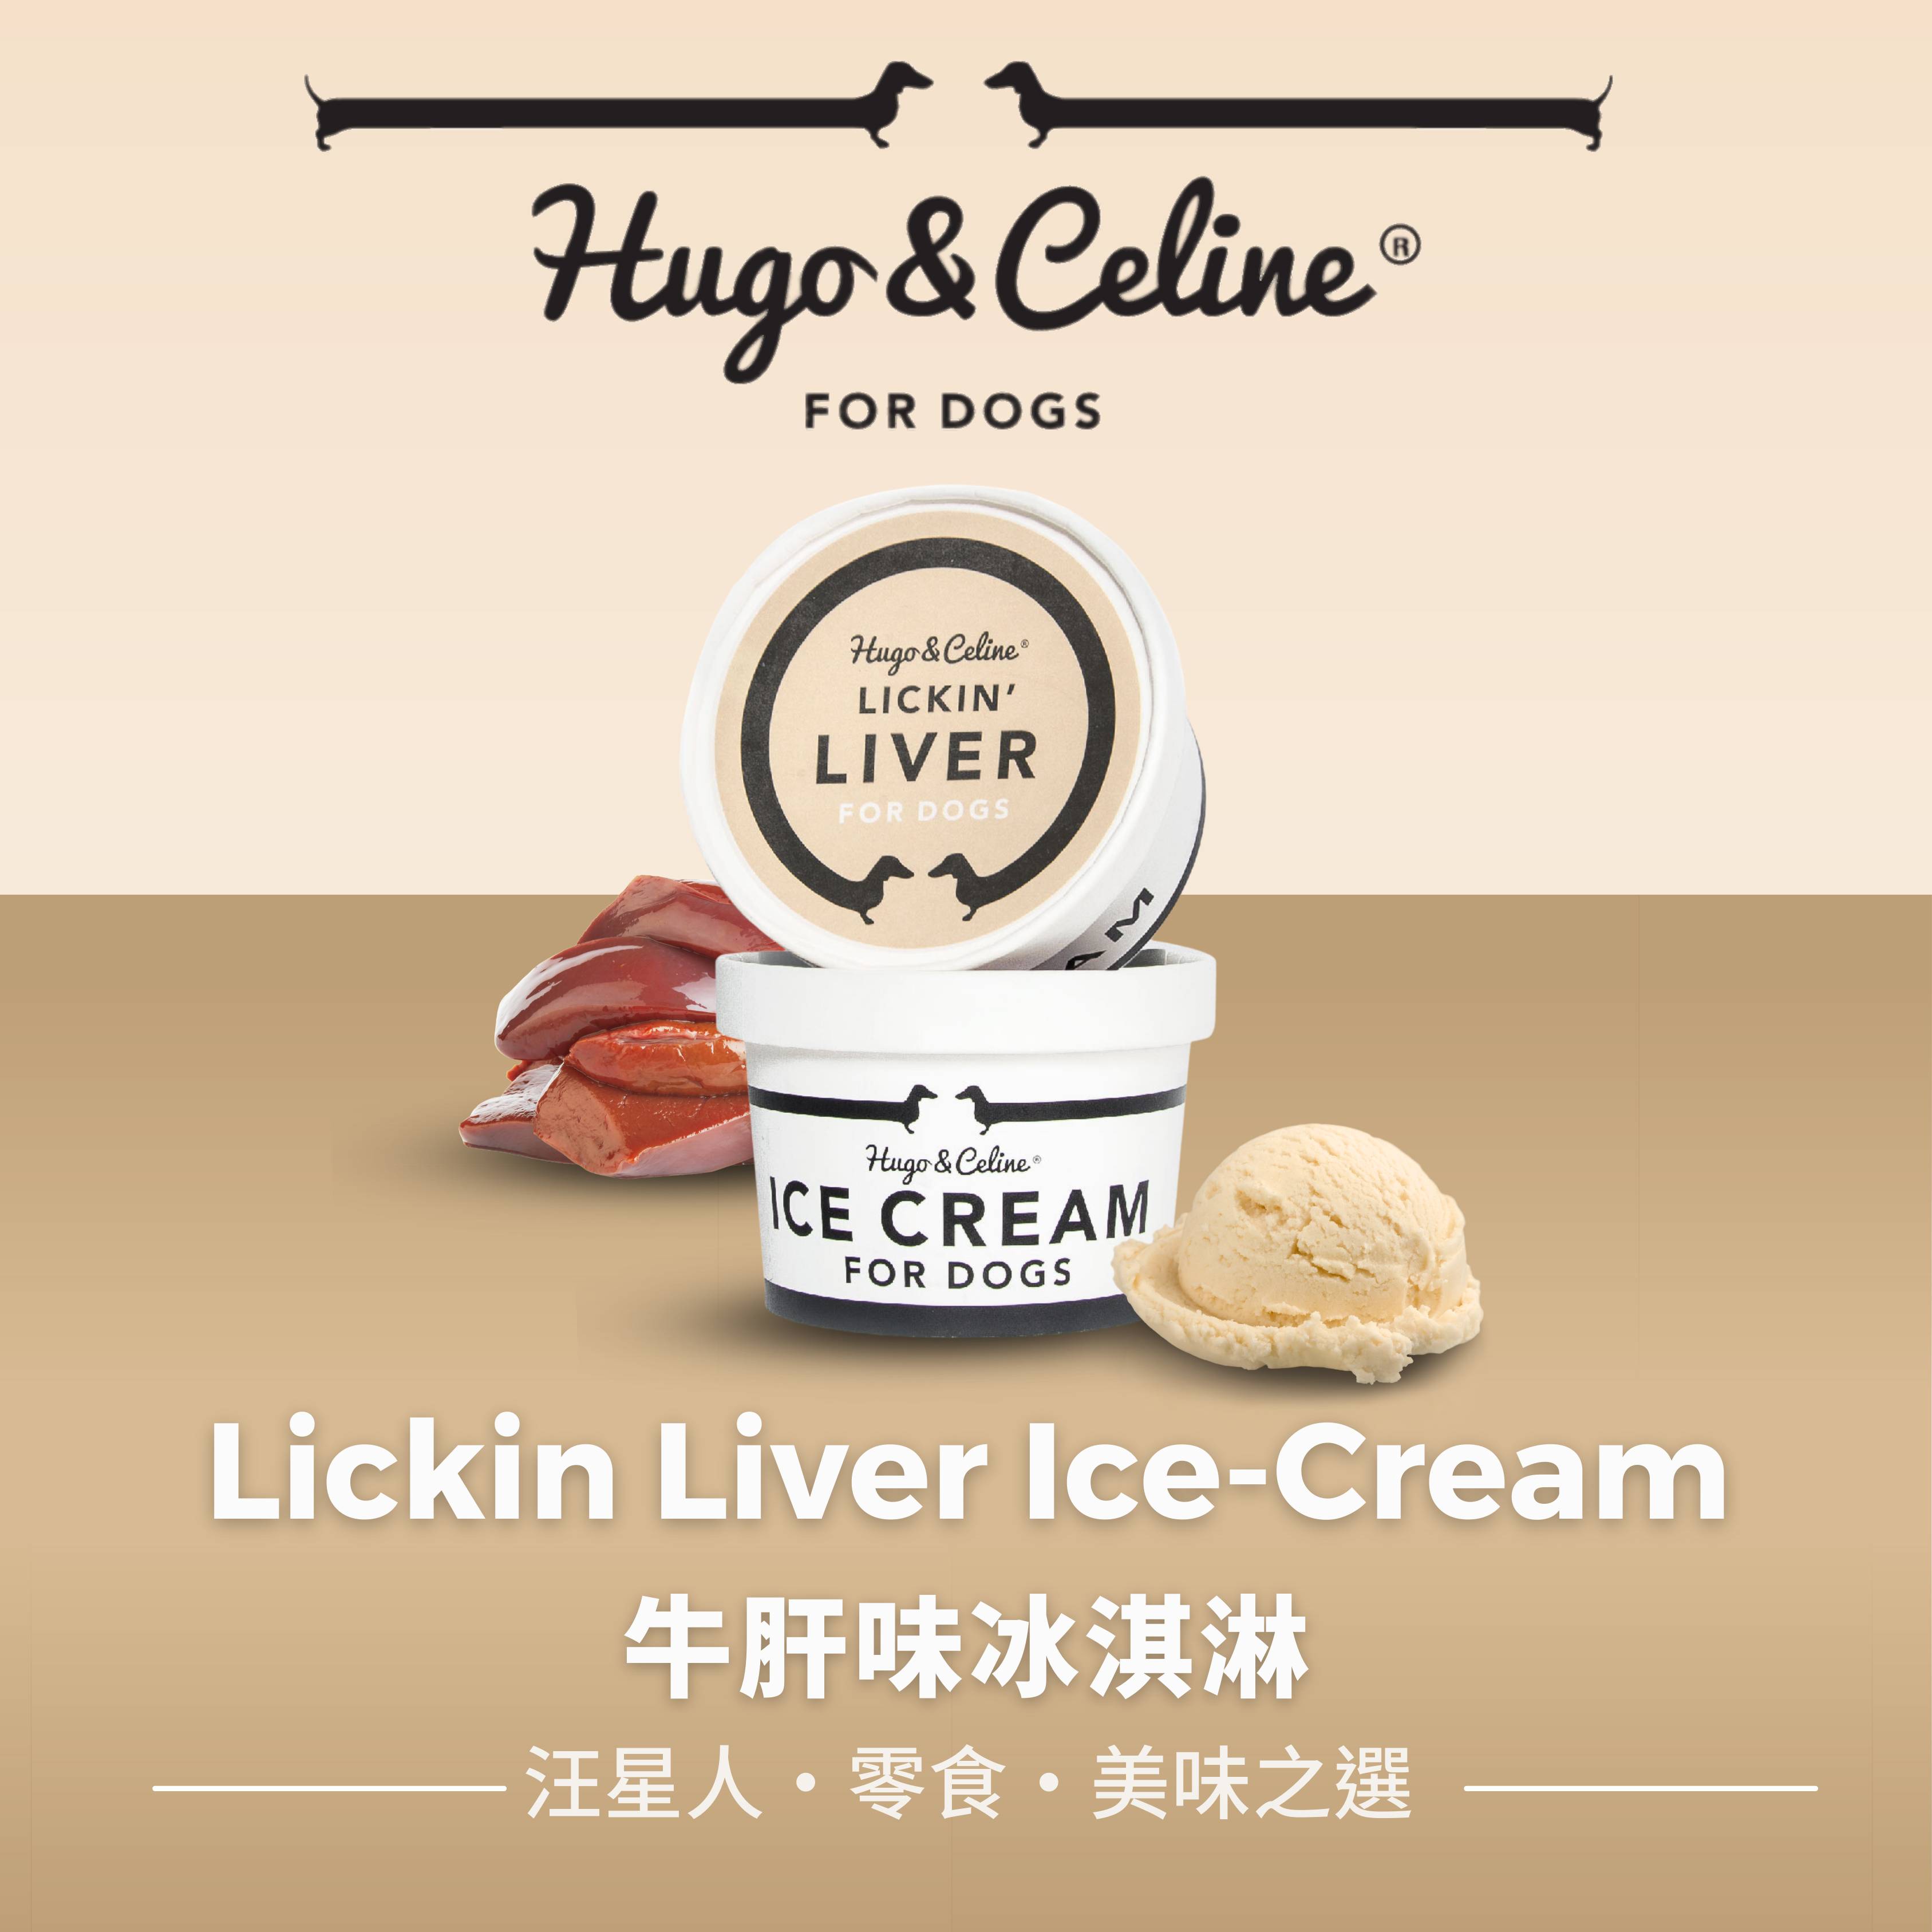 Hugo & Celine®
FOR DOGS
Hugo & Celine®
LICKIN'
LIVER
FOR DOGS
AM
Hugo & Celine®
ICE CREAM
FOR DOGS
Lickin Liver Ice-Cream
牛肝味冰淇淋
汪星人・零食・美味之選